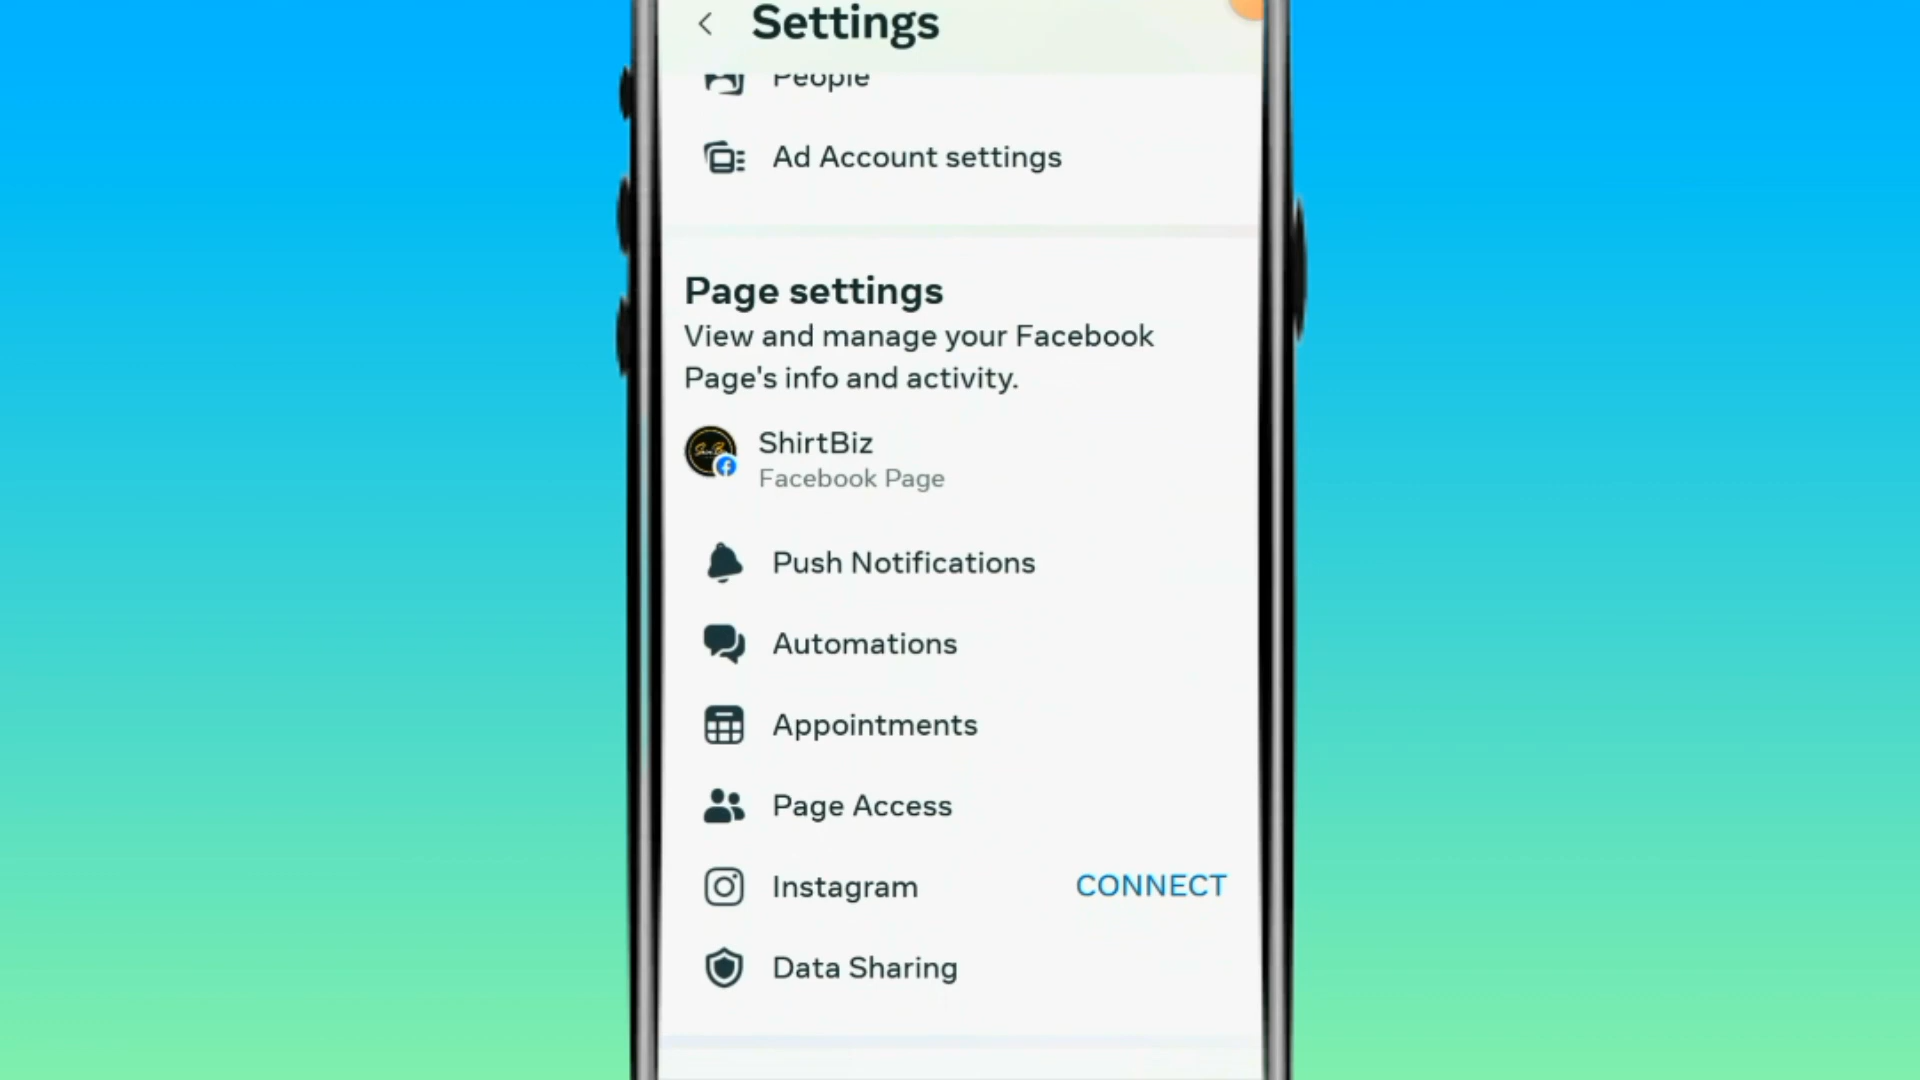 Settings
People
Ad Account settings
Page settings
View and manage your Facebook
Page's info and activity.
ShirtBiz
Facebook Page
Push Notifications
Automations
Appointments
Page Access
Instagram CONNECT
Data Sharing